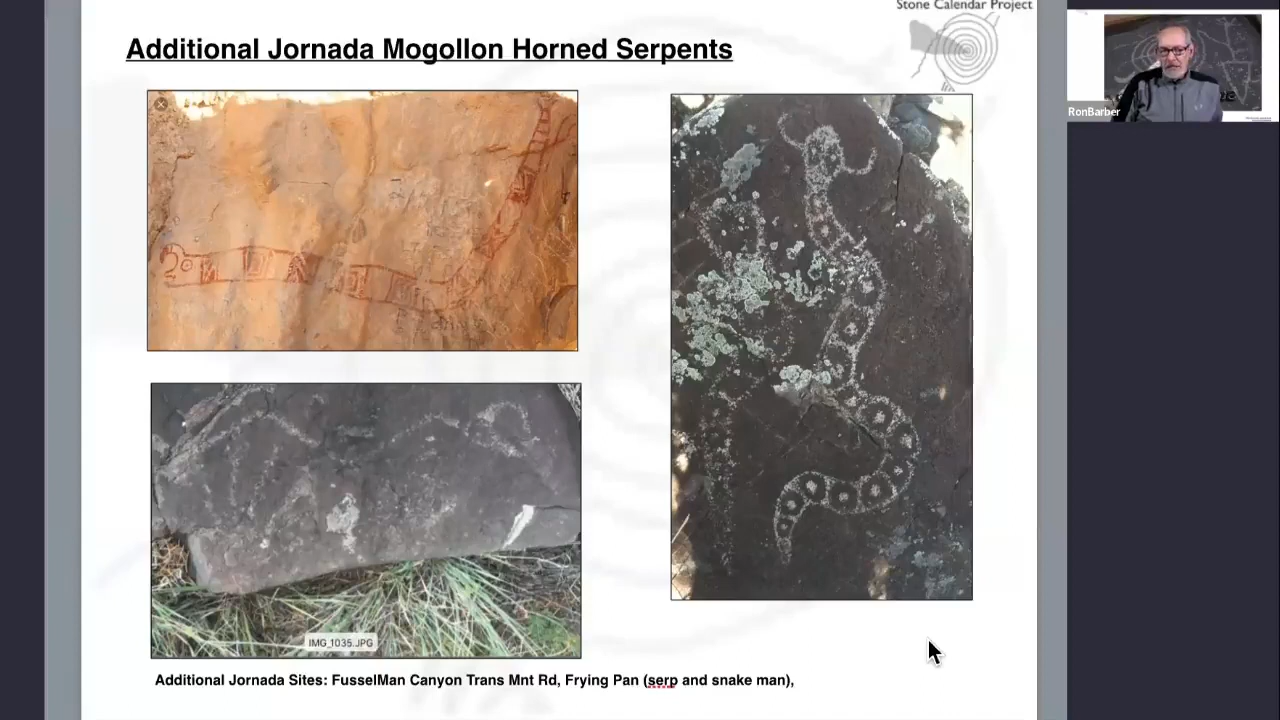 Stone Calendar Project
Additional Jornada Mogollon Horned Serpents
RonBarber
IMG_1035.JPG
Additional Jornada Sites: FusselMan Canyon Trans Mnt Rd, Frying Pan (serp and snake man),